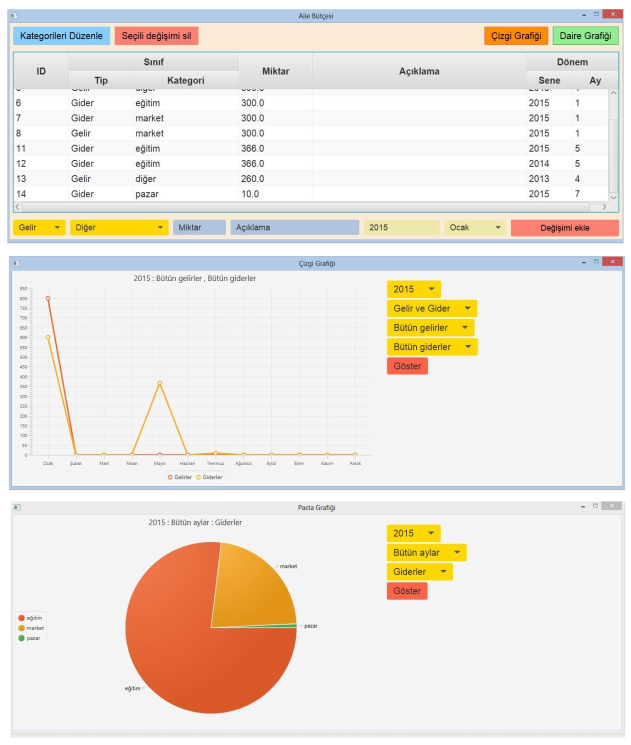 Aile Bütçesi
Kategorileri Düzenle Seçili değişimi sil Çizgi Grafiği Daire Grafiği
ID Sınıf Miktar Açıklama Dönem
Tip Kategori Sene Ay
6 Gider eğitim 300.0 2015 1
7 Gider market 300.0 2015 1
8 Gelir market 300.0 2015 1
11 Gider eğitim 366.0 2015 5
12 Gider eğitim 366.0 2014 5
13 Gelir diğer 260.0 2013 4
14 Gider pazar 10.0 2015 7
Gelir Diğer Miktar Açıklama 2015 Ocak Değişimi ekle
Çizgi Grafiği
2015 : Bütün gelirler , Bütün giderler
2015
Gelir ve Gider
Bütün gelirler
Bütün giderler
Göster
850
800
750
700
650
600
550
500
450
400
350
300
250
200
150
100
50
0
Ocak Şubat Mart Nisan Mayıs Haziran Temmuz Ağustos Eylül Ekim Kasım Aralık
Gelirler Giderler
Pasta Grafiği
2015 : Bütün aylar : Giderler
2015
Bütün aylar
Giderler
Göster
market
pazar
eğitim
eğitim
market
pazar